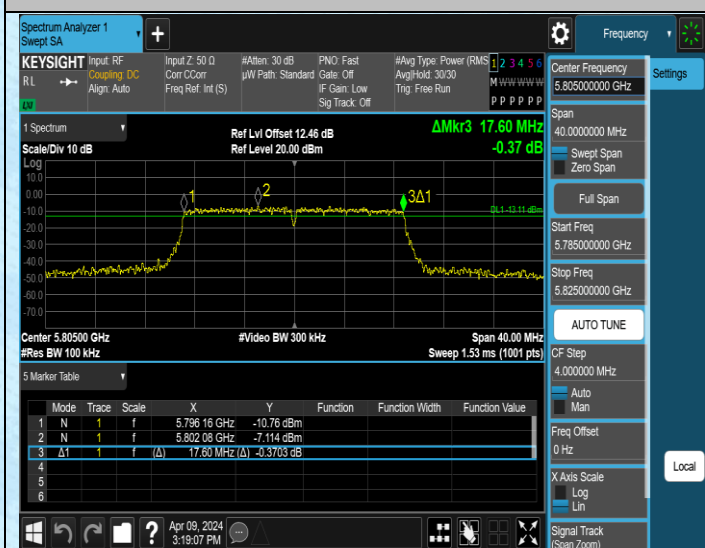 Spectrum Analyzer 1
Swept SA
Frequency
KEYSIGHT
RL
LXI
Input: RF
Coupling: DC
Align: Auto
Input Z: 50 Ω
Corr CCorr
Freq Ref: Int (S)
#Atten: 30 dB
µW Path: Standard
PNO: Fast
Gate: Off
IF Gain: Low
Sig Track: Off
#Avg Type: Power (RMS
Avg|Hold: 30/30
Trig: Free Run
1 2 3 4 5 6
M W W W W W
P P P P P P
1 Spectrum
Scale/Div 10 dB
Ref Lvl Offset 12.46 dB
Ref Level 20.00 dBm
ΔMkr3 17.60 MHz
-0.37 dB
Log
10.0
0.00
-10.0
-20.0
-30.0
-40.0
-50.0
-60.0
-70.0
1
2
3Δ1
DL1 -13.11 dBm
Center 5.80500 GHz
#Video BW 300 kHz
Span 40.00 MHz
#Res BW 100 kHz
Sweep 1.53 ms (1001 pts)
5 Marker Table
Mode Trace Scale X Y Function Function Width Function Value
1 N 1 f 5.796 16 GHz -10.76 dBm
2 N 1 f 5.802 08 GHz -7.114 dBm
3 Δ1 1 f (Δ) 17.60 MHz (Δ) -0.3703 dB
4
5
6
?
Apr 09, 2024
3:19:07 PM
Center Frequency
5.805000000 GHz
Span
40.0000000 MHz
Swept Span
Zero Span
Full Span
Start Freq
5.785000000 GHz
Stop Freq
5.825000000 GHz
AUTO TUNE
CF Step
4.000000 MHz
Auto
Man
Freq Offset
0 Hz
X Axis Scale
Log
Lin
Signal Track
(Span Zoom)
Settings
Local